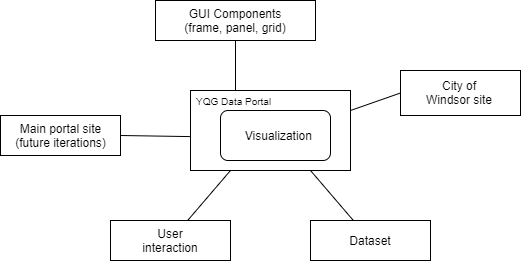 GUI Components
(frame, panel, grid)
City of
Windsor site
YQG Data Portal
Visualization
Main portal site
(future iterations)
User
interaction
Dataset